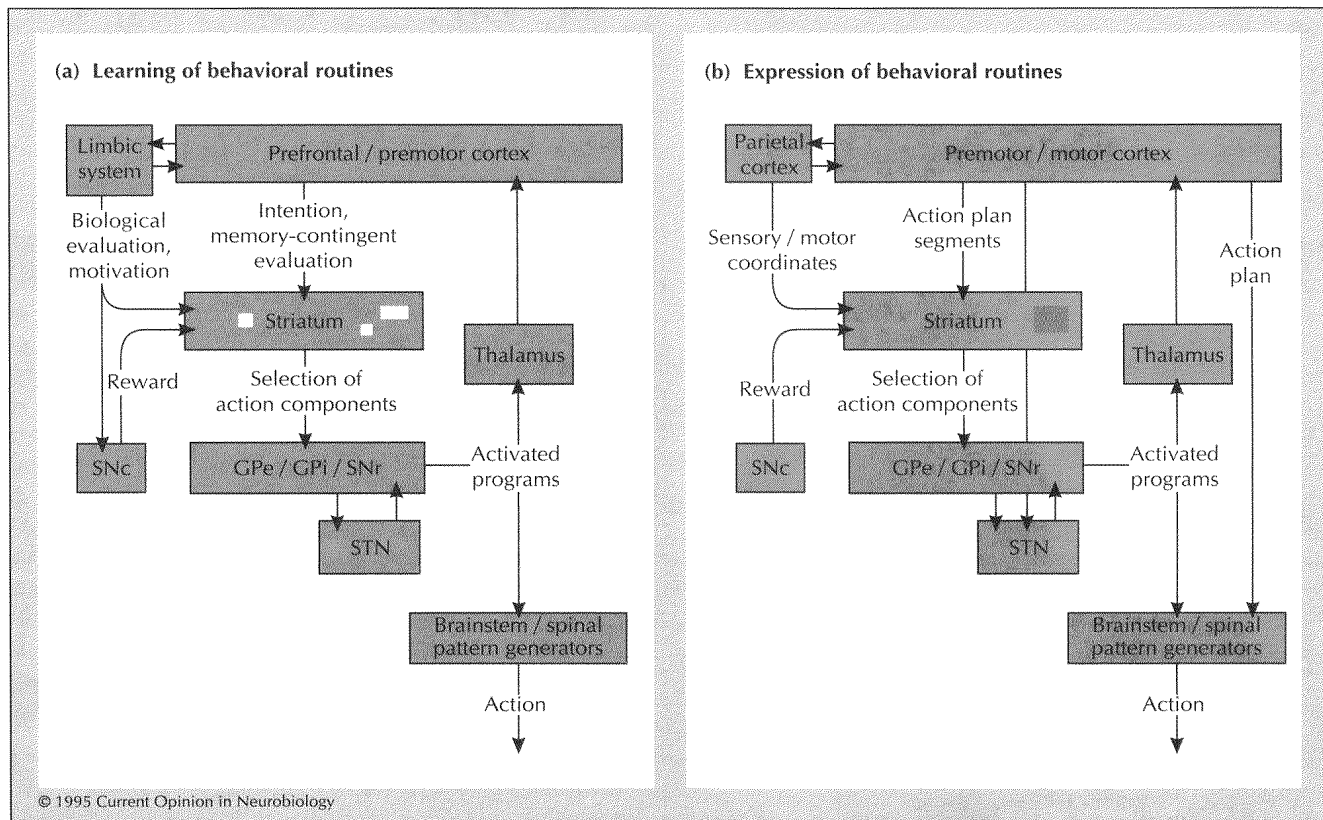 (a) Learning of behavioral routines
Limbic
system
Prefrontal / premotor cortex
Biological
evaluation,
motivation
Intention,
memory-contingent
evaluation
Striatum
Thalamus
Reward
Selection of
action components
SNc
GPe / GPi / SNr
Activated
programs
STN
Brainstem / spinal
pattern generators
Action
(b) Expression of behavioral routines
Parietal
cortex
Premotor / motor cortex
Sensory / motor
coordinates
Action plan
segments
Action
plan
Striatum
Thalamus
Reward
Selection of
action components
SNc
GPe / GPi / SNr
Activated
programs
STN
Brainstem / spinal
pattern generators
Action
© 1995 Current Opinion in Neurobiology